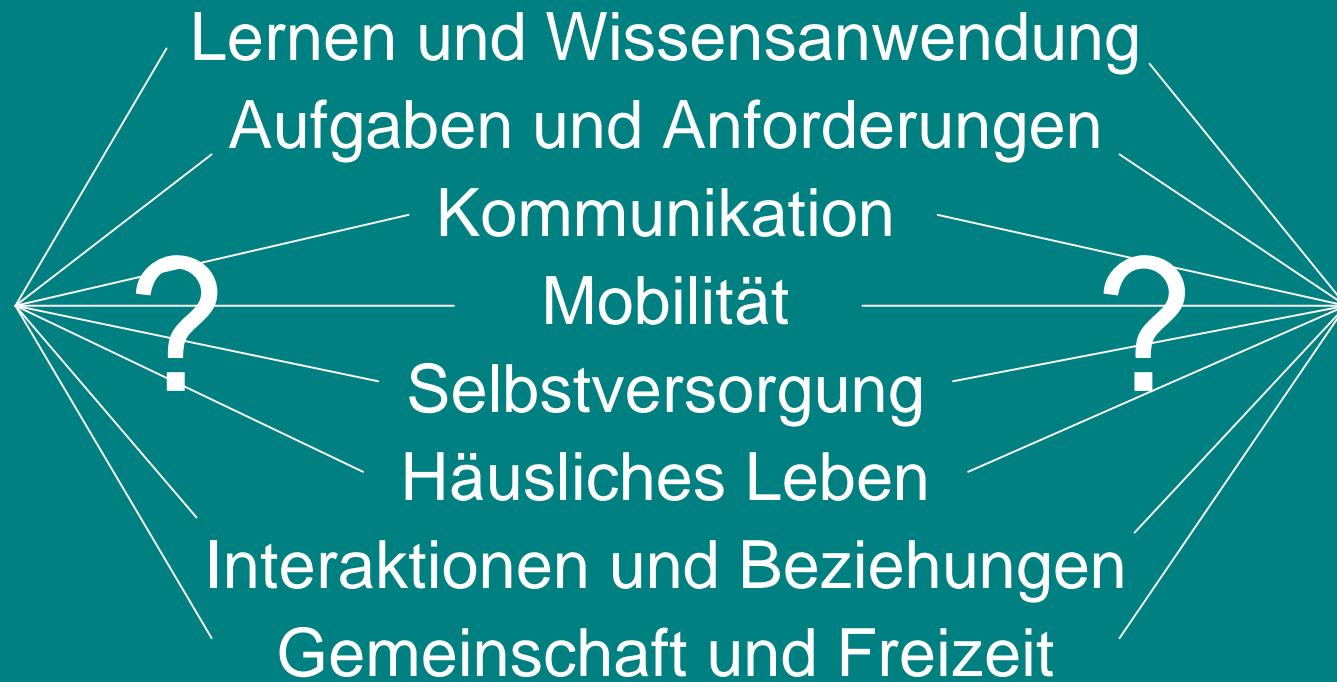 Lernen und Wissensanwendung
Aufgaben und Anforderungen
Kommunikation
Mobilität
? ?
Selbstversorgung
Häusliches Leben
Interaktionen und Beziehungen
Gemeinschaft und Freizeit